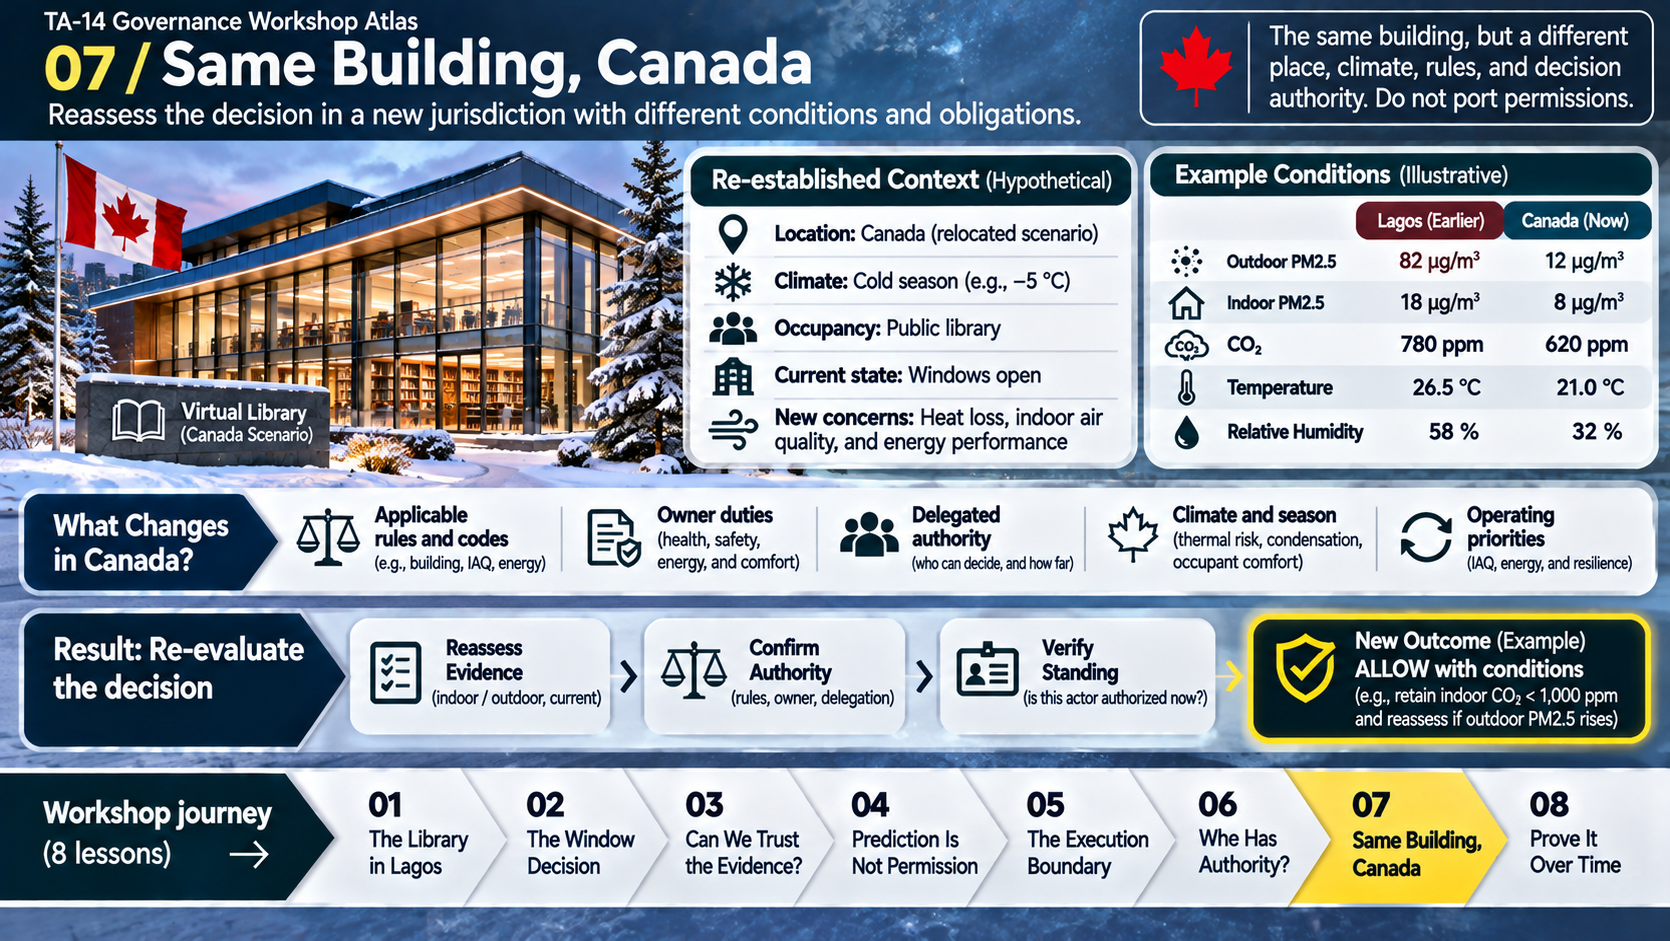 TA-14 Governance Workshop Atlas
07 / Same Building, Canada
Reassess the decision in a new jurisdiction with different conditions and obligations.
The same building, but a different
place, climate, rules, and decision
authority. Do not port permissions.
Virtual Library
(Canada Scenario)
Re-established Context (Hypothetical)
Location: Canada (relocated scenario)
Climate: Cold season (e.g., −5 °C)
Occupancy: Public library
Current state: Windows open
New concerns: Heat loss, indoor air
quality, and energy performance
Example Conditions (Illustrative)
Lagos (Earlier) Canada (Now)
Outdoor PM2.5 82 µg/m³ 12 µg/m³
Indoor PM2.5 18 µg/m³ 8 µg/m³
CO₂ CO₂ 780 ppm 620 ppm
Temperature 26.5 °C 21.0 °C
Relative Humidity 58 % 32 %
What Changes
in Canada?
Applicable
rules and codes
(e.g., building, IAQ, energy)
Owner duties
(health, safety,
energy, and comfort)
Delegated
authority
(who can decide, and how far)
Climate and season
(thermal risk, condensation,
occupant comfort)
Operating
priorities
(IAQ, energy, and resilience)
Result: Re-evaluate
the decision
Reassess
Evidence
(indoor / outdoor, current)
Confirm
Authority
(rules, owner, delegation)
Verify
Standing
(is this actor authorized now?)
New Outcome (Example)
ALLOW with conditions
(e.g., retain indoor CO₂ < 1,000 ppm
and reassess if outdoor PM2.5 rises)
Workshop journey
(8 lessons)
01
The Library
in Lagos
02
The Window
Decision
03
Can We Trust
the Evidence?
04
Prediction Is
Not Permission
05
The Execution
Boundary
06
Whe Has
Authority?
07
Same Building,
Canada
08
Prove It
Over Time